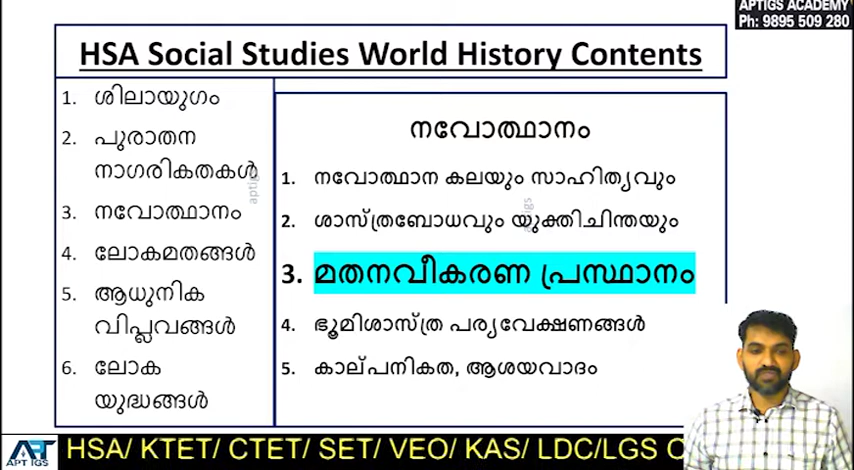 APTIGS ACADEMY
Ph: 9895 509 280
HSA Social Studies World History Contents
1. ശിലായുഗം
2. പുരാതന
നാഗരികതകൾ
3. നവോത്ഥാനം
4. ലോകമതങ്ങൾ
5. ആധുനിക
വിപ്ലവങ്ങൾ
6. ലോക
യുദ്ധങ്ങൾ
aptigs
നവോത്ഥാനം
1. നവോത്ഥാന കലയും സാഹിത്യവും
2. ശാസ്ത്രബോധവും യുക്തിചിന്തയും
aptigs
3. മതനവീകരണ പ്രസ്ഥാനം
4. ഭൂമിശാസ്ത്ര പര്യവേക്ഷണങ്ങൾ
5. കാല്പനികത, ആശയവാദം
APT IGS
HSA/ KTET/ CTET/ SET/ VEO/ KAS/ LDC/LGS C